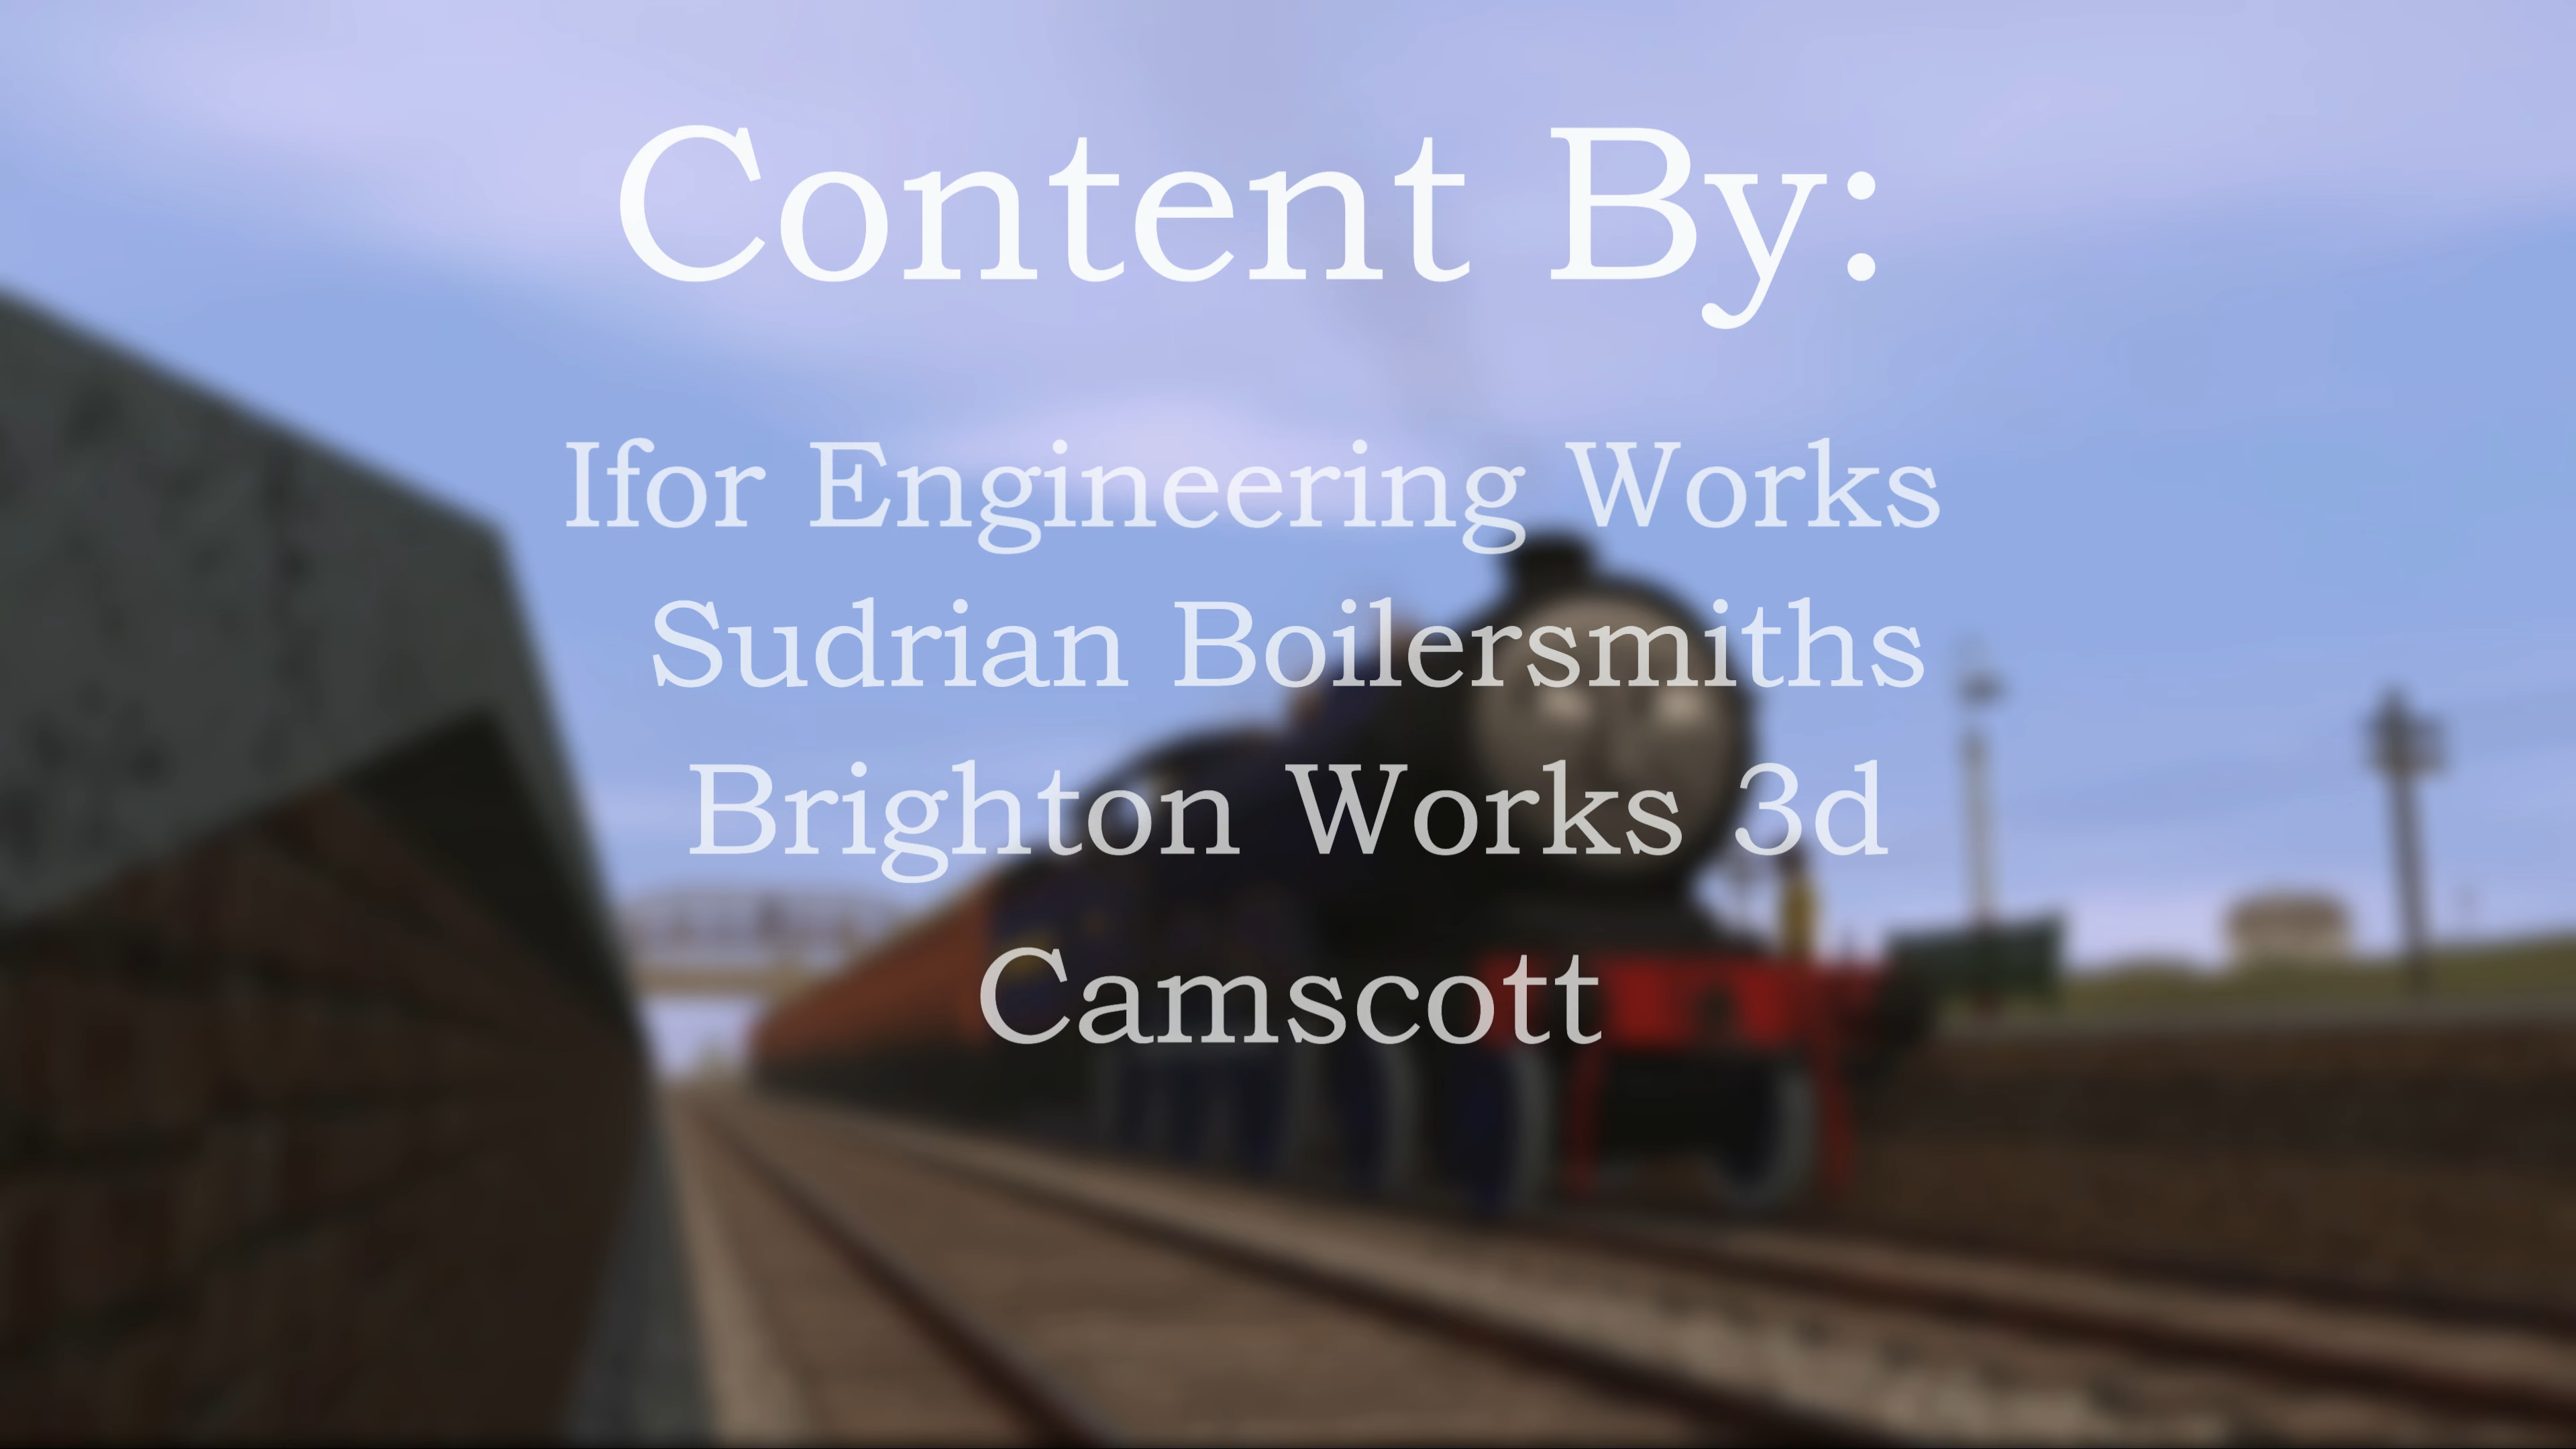 Content By:
Ifor Engineering Works
Sudrian Boilersmiths
Brighton Works 3d
Camscott